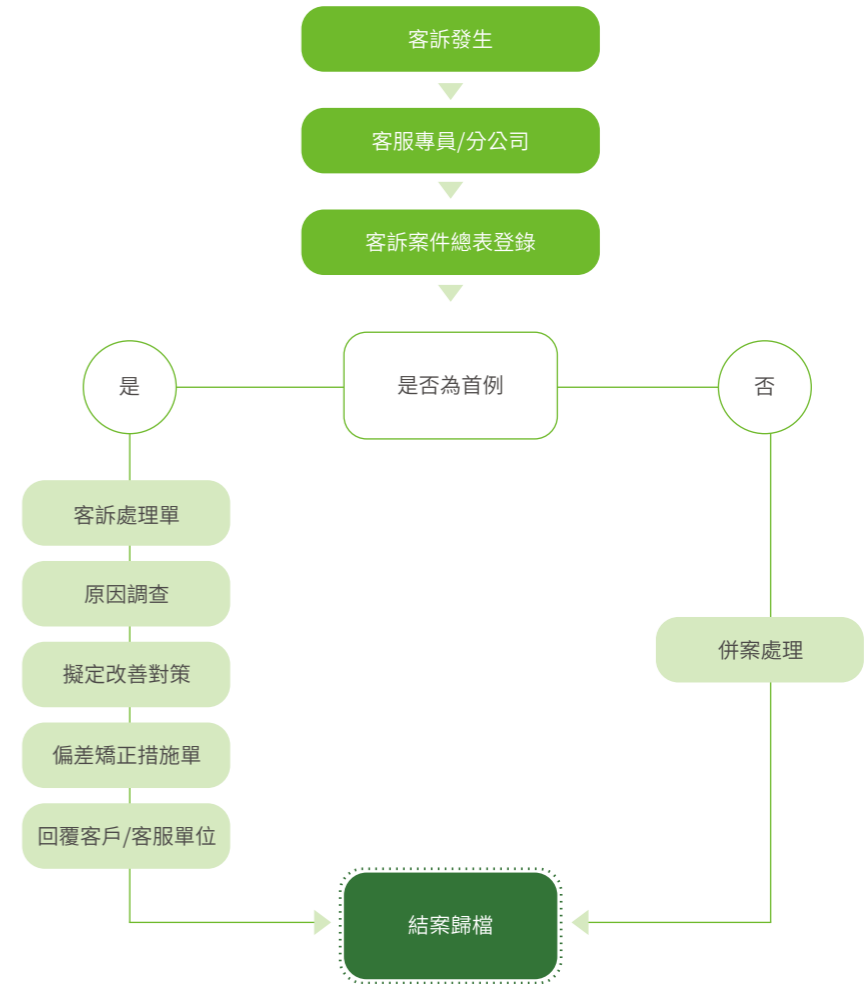 客訴發生
客服專員/分公司
客訴案件總表登錄
是
是否為首例
否
客訴處理單
原因調查
擬定改善對策
偏差矯正措施單
回覆客戶/客服單位
併案處理
結案歸檔